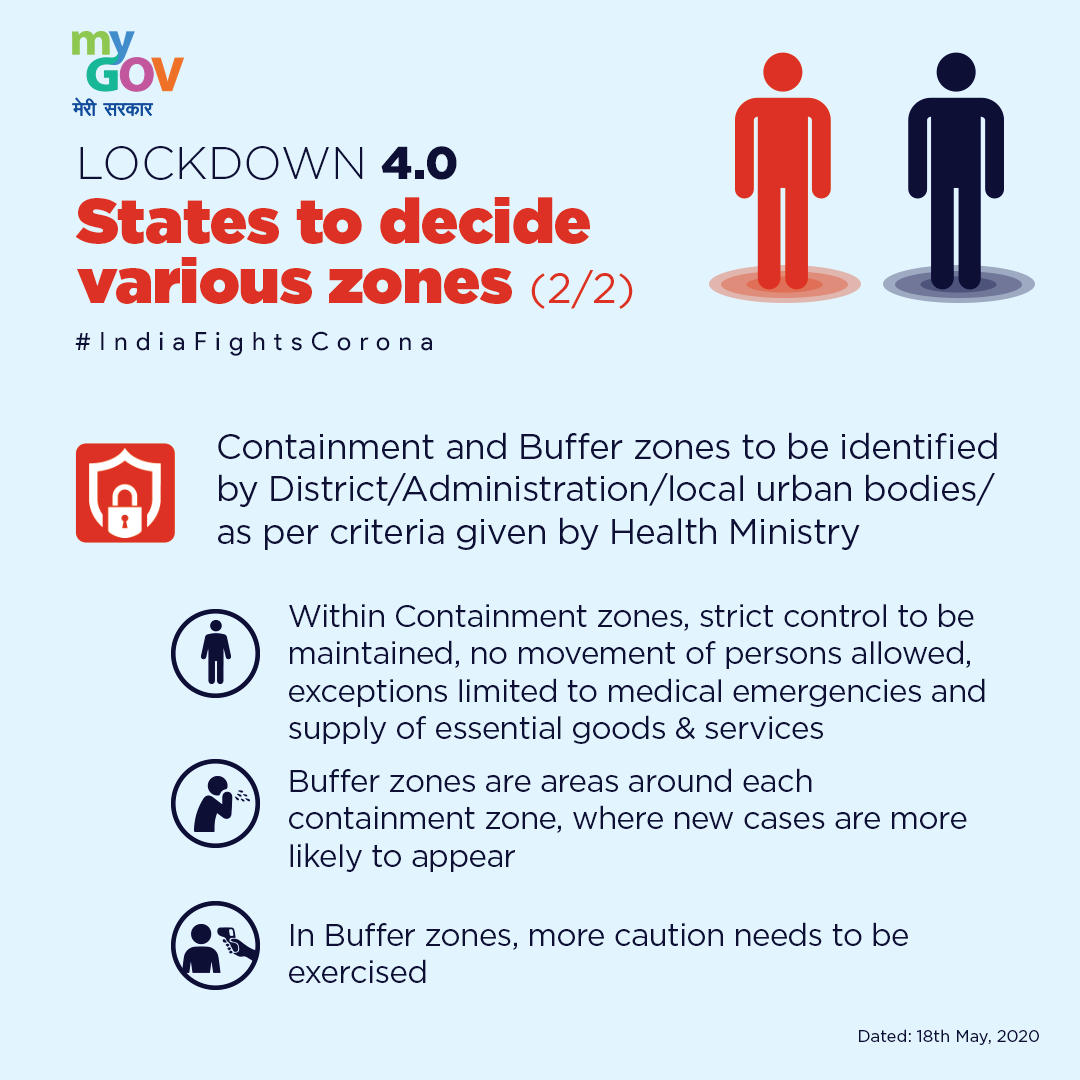 my
GOV
मेरी सरकार
LOCKDOWN 4.0
States to decide
various zones (2/2)
#IndiaFightsCorona
Containment and Buffer zones to be identified
by District/Administration/local urban bodies/
as per criteria given by Health Ministry
Within Containment zones, strict control to be
maintained, no movement of persons allowed,
exceptions limited to medical emergencies and
supply of essential goods & services
Buffer zones are areas around each
containment zone, where new cases are more
likely to appear
In Buffer zones, more caution needs to be
exercised
Dated: 18th May, 2020